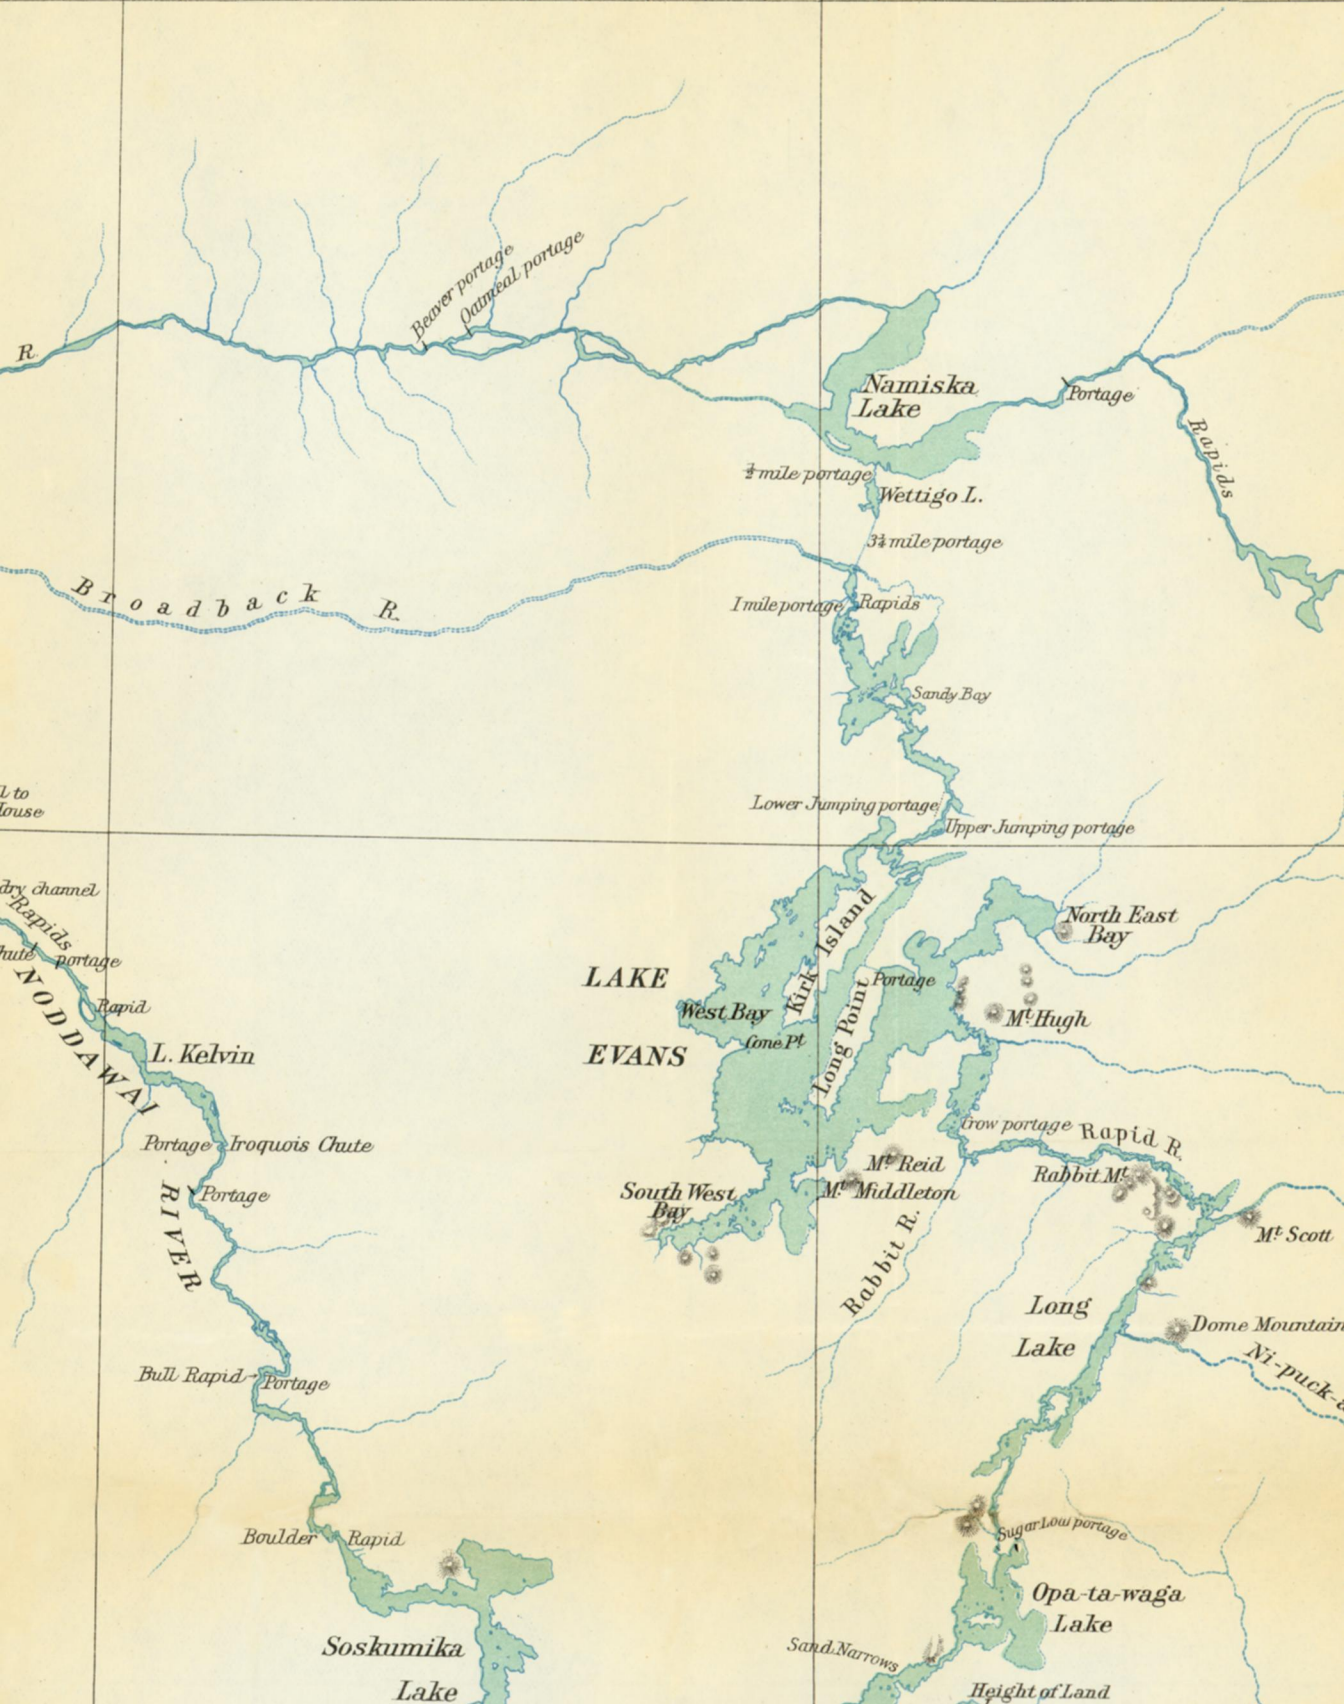 Beaver portage
Oatmeal portage
R.
Namiska
Lake
Portage
Rapids
½ mile portage
Wettigo L.
3¼ mile portage
Broadback R.
1 mile portage
Rapids
Sandy Bay
Lower Jumping portage
Upper Jumping portage
l to
House
dry channel
Rapids
hute
portage
NODDAWAI
RIVER
Rapid
L. Kelvin
Portage
Iroquois Chute
Portage
Bull Rapid
Portage
Boulder Rapid
Soskumika
Lake
LAKE
EVANS
West Bay
Cone Pt
Kirk Island
Long Point
Portage
North East
Bay
Mt Hugh
Crow portage
Rapid R.
Mt Reid
Mt Middleton
Rabbit Mt
South West
Bay
Rabbit R.
Mt Scott
Long
Lake
Dome Mountain
Ni-puck-a
Sugar Low portage
Opa-ta-waga
Lake
Sand Narrows
Height of Land